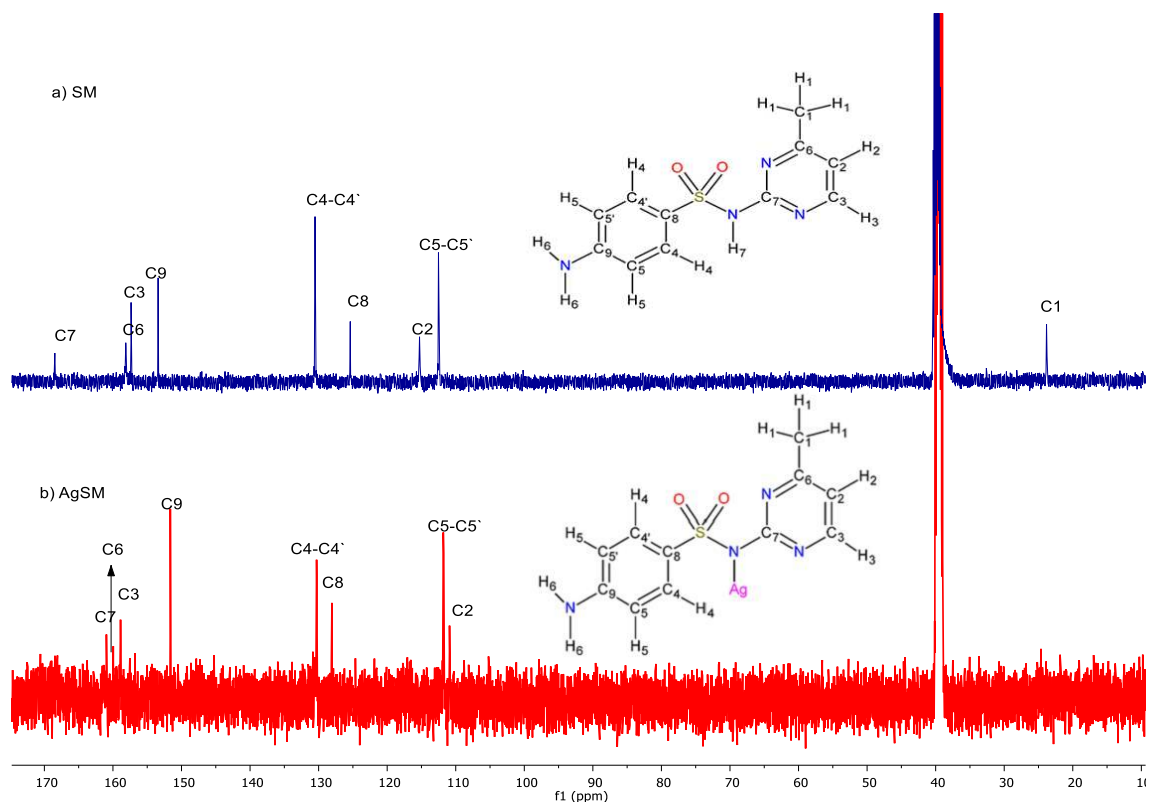 a) SM
C7
C3
C6
C9
C4-C4`
C8
C2
C5-C5`
C1
H₁
H₁ C₁ H₁
N C₆ H₂
C₂
O O
H₄
S N C₇ N C₃
H₃
H₅ C₄' C₈
C₅'
H₇
H₆ C₉ C₄
N C₅ H₄
H₆ H₅
b) AgSM
C6
C7
C3
C9
C4-C4`
C8
C5-C5`
C2
H₁
H₁ C₁ H₁
N C₆ H₂
C₂
O O
H₄
S N C₇ N C₃
H₃
H₅ C₄' C₈
C₅'
Ag
H₆ C₉ C₄
N C₅ H₄
H₆ H₅
170 160 150 140 130 120 110 100 90 80 70 60 50 40 30 20 10
f1 (ppm)